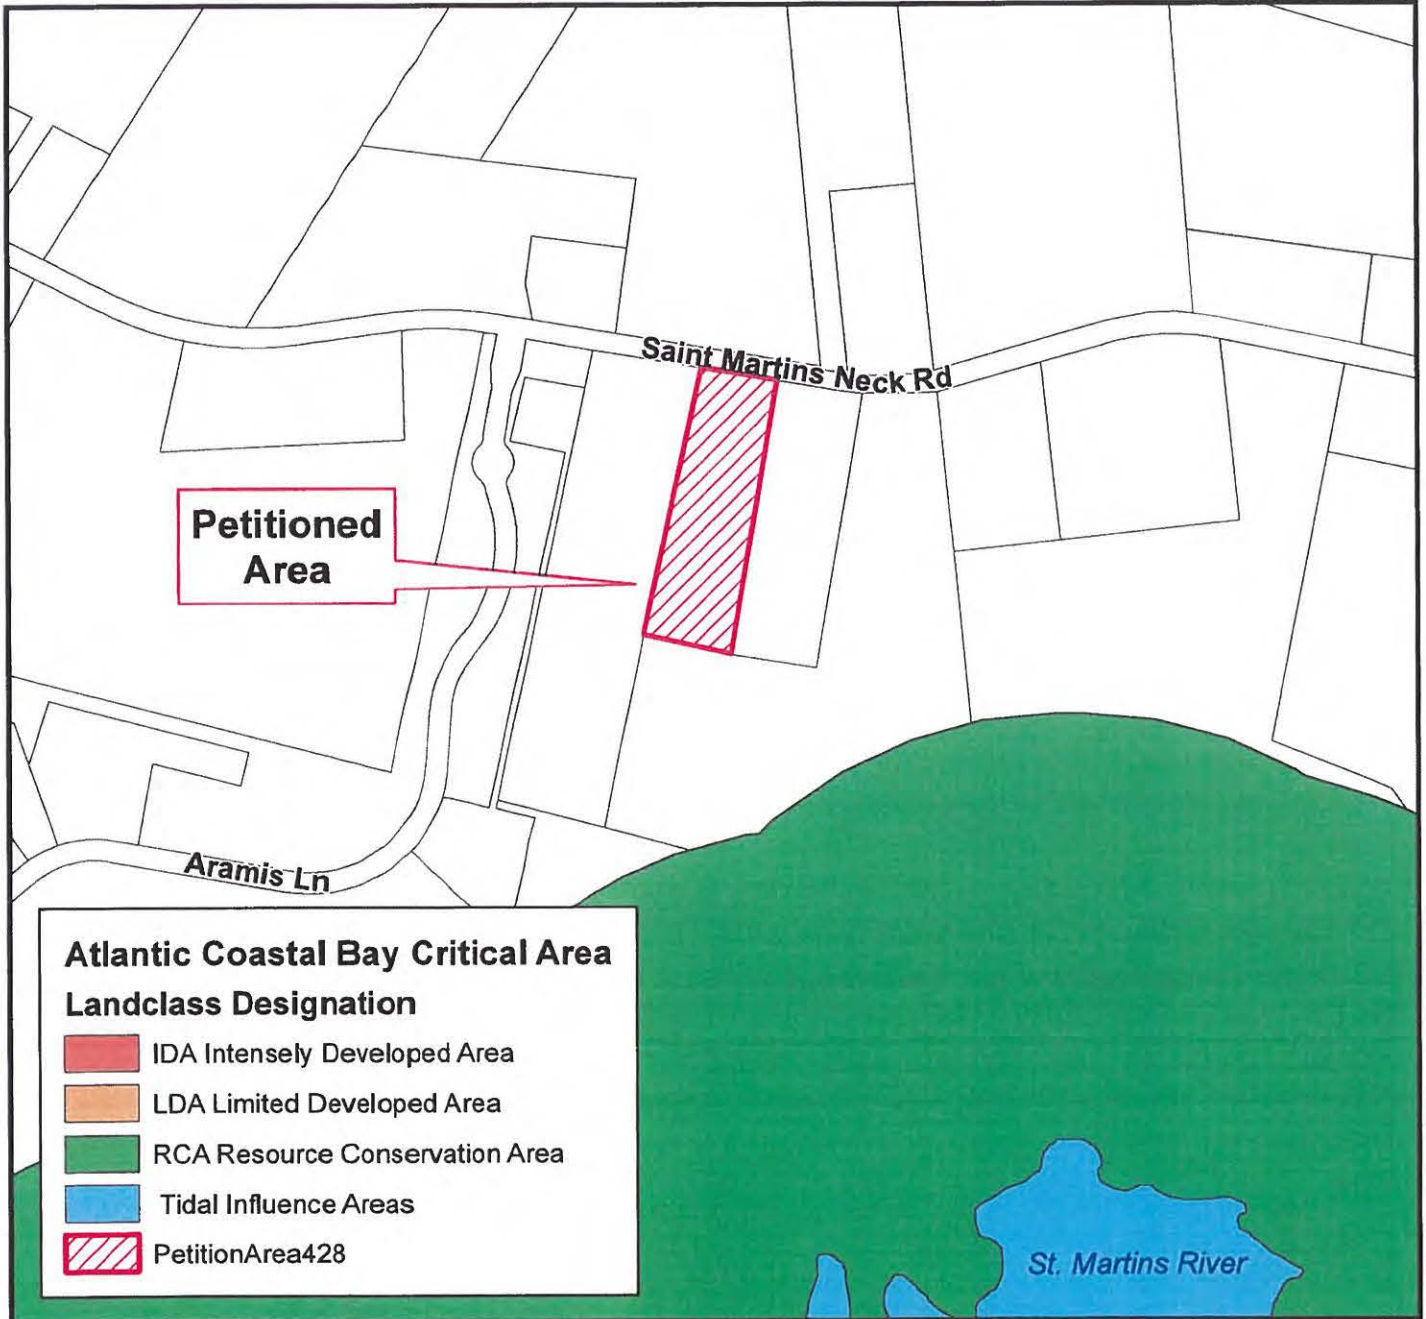 Saint Martins Neck Rd
Petitioned
Area
Aramis Ln
Atlantic Coastal Bay Critical Area
Landclass Designation
IDA Intensely Developed Area
LDA Limited Developed Area
RCA Resource Conservation Area
Tidal Influence Areas
PetitionArea428
St. Martins River